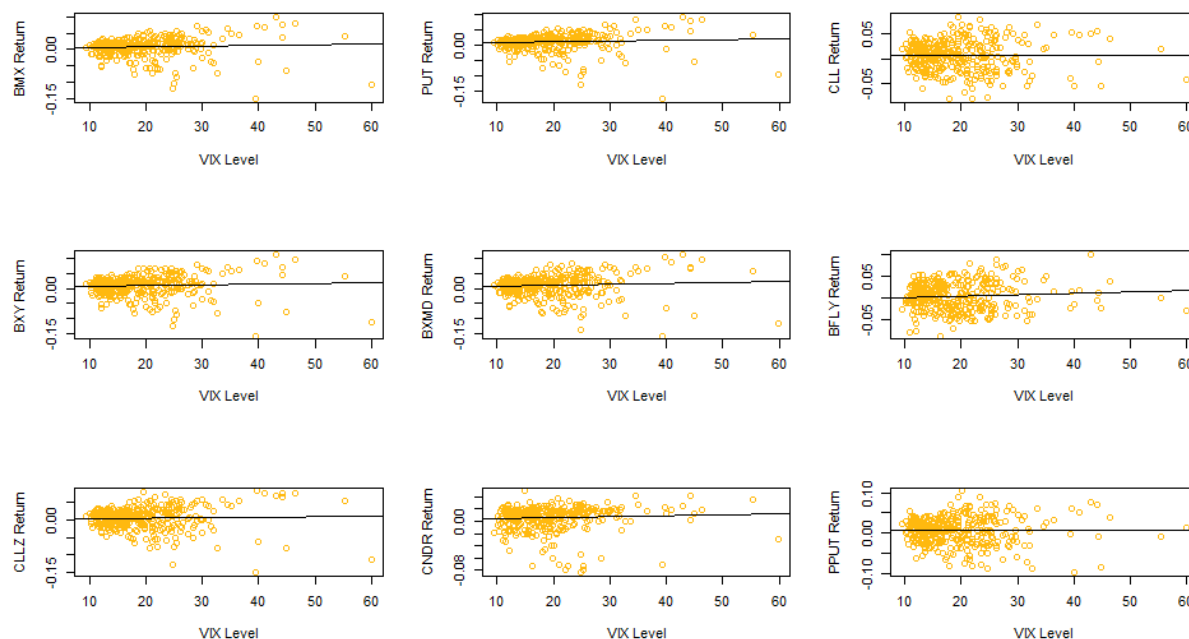 BMX Return
0.00
-0.15
10 20 30 40 50 60
VIX Level
PUT Return
0.00
-0.15
10 20 30 40 50 60
VIX Level
CLL Return
0.05
-0.05
10 20 30 40 50 60
VIX Level
BXY Return
0.00
-0.15
10 20 30 40 50 60
VIX Level
BXMD Return
0.00
-0.15
10 20 30 40 50 60
VIX Level
BFLY Return
0.05
-0.05
10 20 30 40 50 60
VIX Level
CLLZ Return
0.00
-0.15
10 20 30 40 50 60
VIX Level
CNDR Return
0.00
-0.08
10 20 30 40 50 60
VIX Level
PPUT Return
0.10
0.00
-0.10
10 20 30 40 50 60
VIX Level